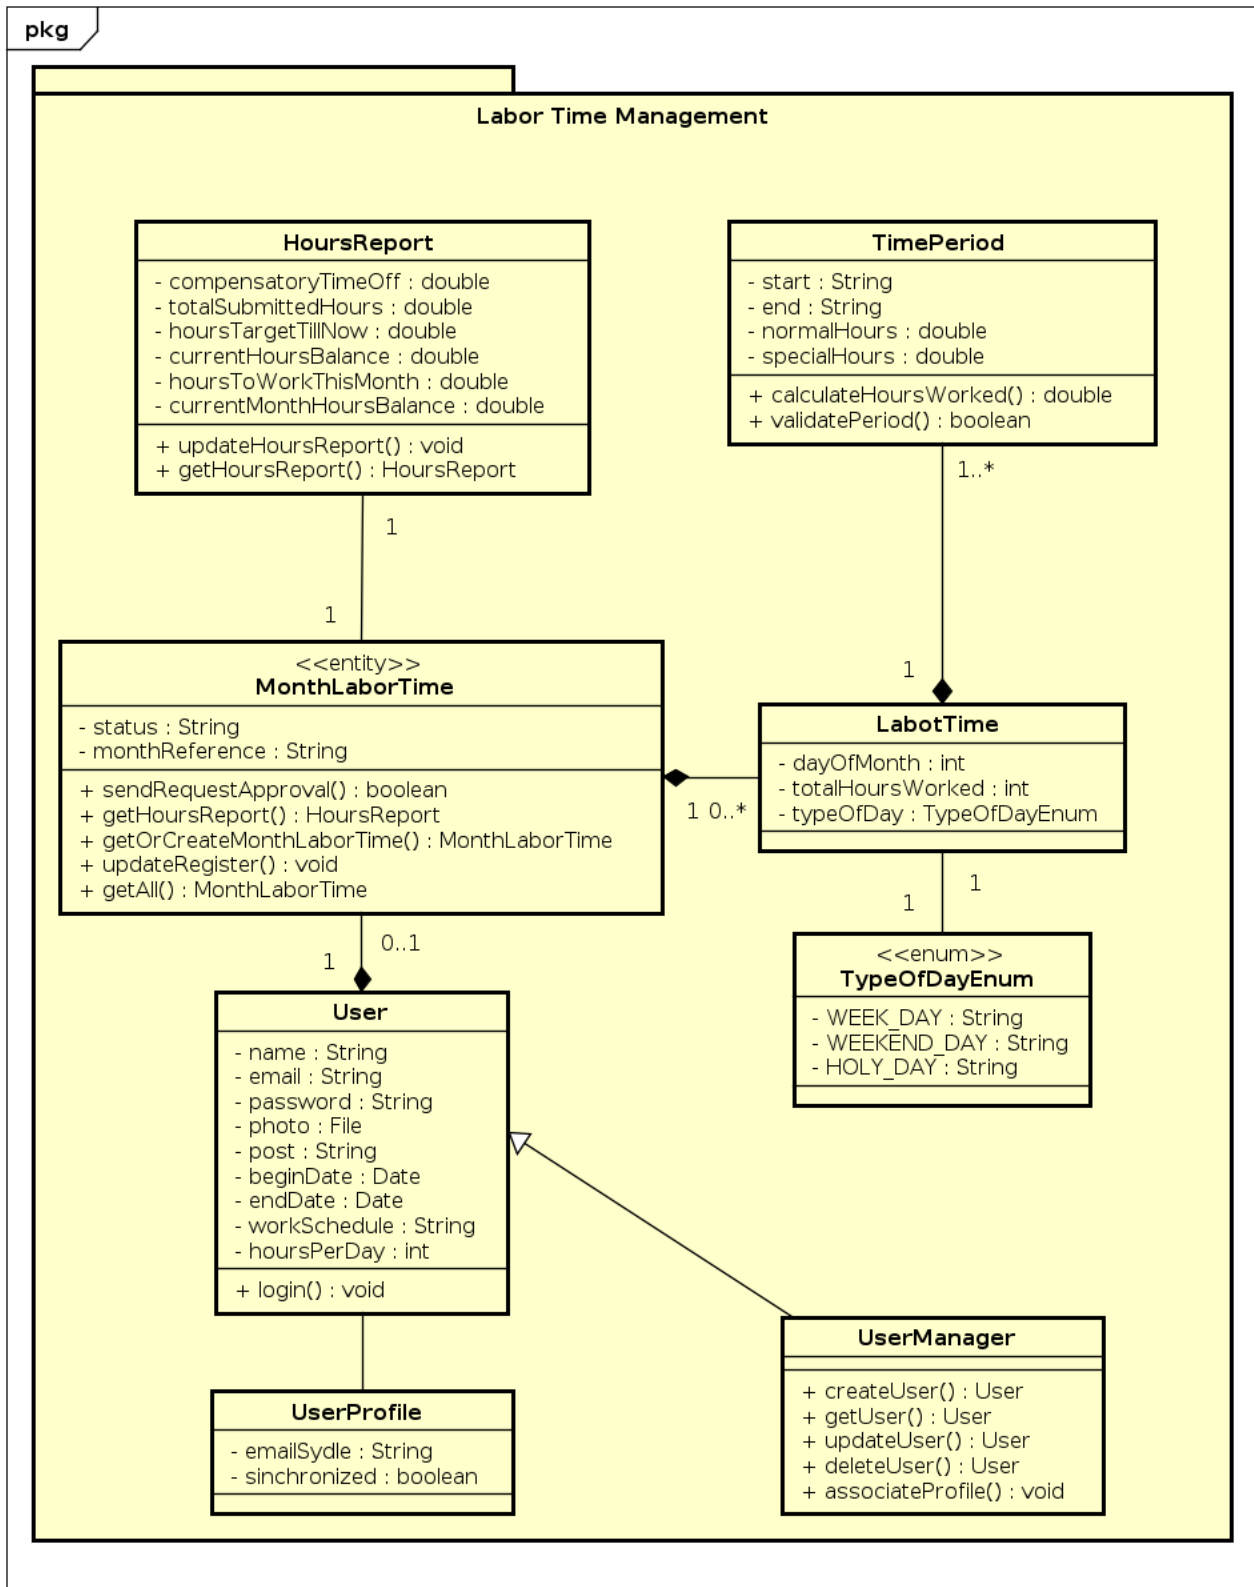 pkg
Labor Time Management
HoursReport
- compensatoryTimeOff : double
- totalSubmittedHours : double
- hoursTargetTillNow : double
- currentHoursBalance : double
- hoursToWorkThisMonth : double
- currentMonthHoursBalance : double
+ updateHoursReport() : void
+ getHoursReport() : HoursReport
TimePeriod
- start : String
- end : String
- normalHours : double
- specialHours : double
+ calculateHoursWorked() : double
+ validatePeriod() : boolean
1..*
1
1
1
<<entity>>
MonthLaborTime
- status : String
- monthReference : String
+ sendRequestApproval() : boolean
+ getHoursReport() : HoursReport
+ getOrCreateMonthLaborTime() : MonthLaborTime
+ updateRegister() : void
+ getAll() : MonthLaborTime
1 0..*
LabotTime
- dayOfMonth : int
- totalHoursWorked : int
- typeOfDay : TypeOfDayEnum
1
1
<<enum>>
TypeOfDayEnum
- WEEK_DAY : String
- WEEKEND_DAY : String
- HOLY_DAY : String
0..1
1
User
- name : String
- email : String
- password : String
- photo : File
- post : String
- beginDate : Date
- endDate : Date
- workSchedule : String
- hoursPerDay : int
+ login() : void
UserProfile
- emailSydle : String
- sinchronized : boolean
UserManager
+ createUser() : User
+ getUser() : User
+ updateUser() : User
+ deleteUser() : User
+ associateProfile() : void